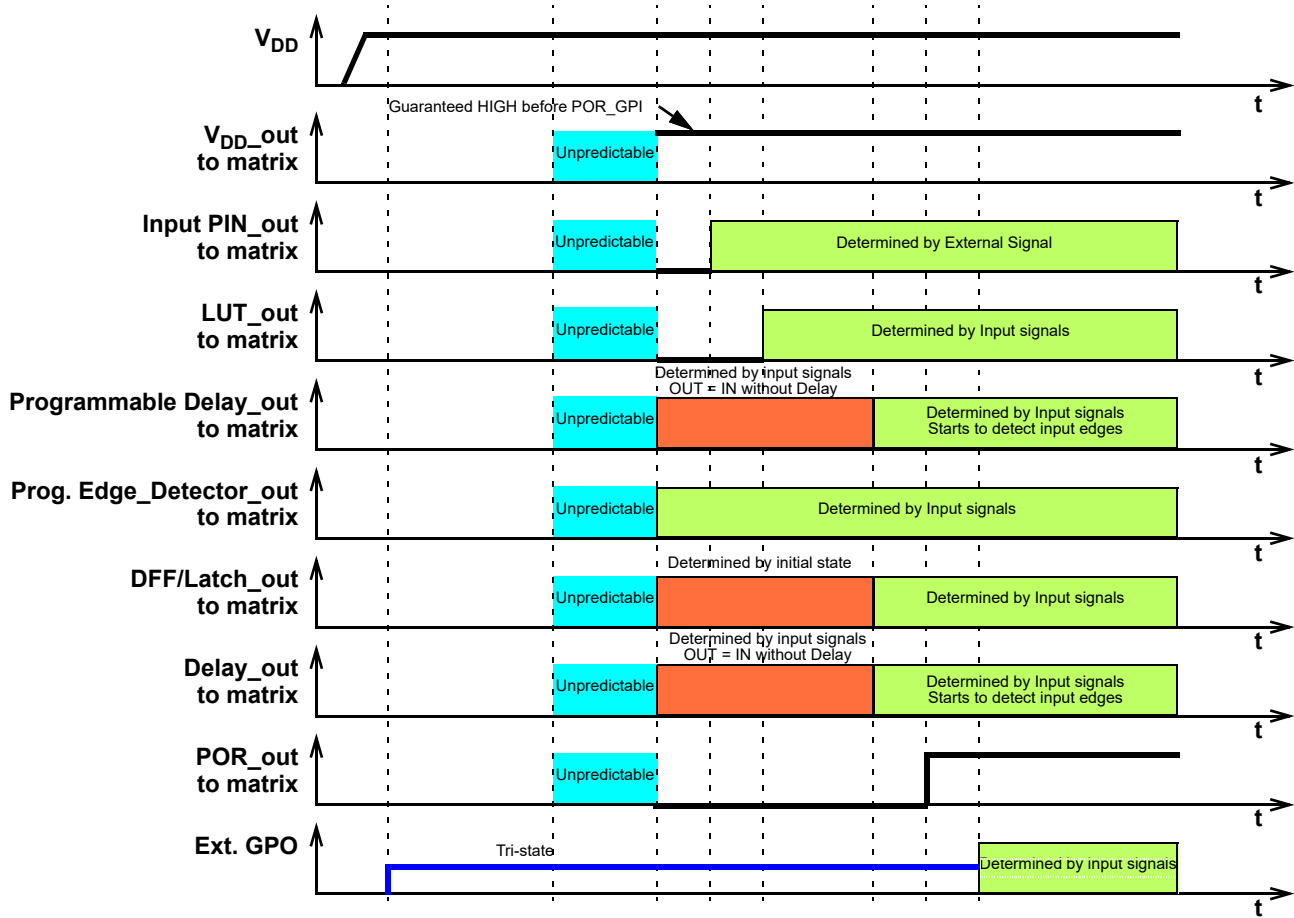 V_DD
t
Guaranteed HIGH before POR_GPI
V_DD_out
to matrix
Unpredictable
t
Input PIN_out
to matrix
Unpredictable
Determined by External Signal
t
LUT_out
to matrix
Unpredictable
Determined by Input signals
t
Determined by input signals
OUT = IN without Delay
Programmable Delay_out
to matrix
Unpredictable
Determined by Input signals
Starts to detect input edges
t
Prog. Edge_Detector_out
to matrix
Unpredictable
Determined by Input signals
t
Determined by initial state
DFF/Latch_out
to matrix
Unpredictable
Determined by Input signals
t
Determined by input signals
OUT = IN without Delay
Delay_out
to matrix
Unpredictable
Determined by Input signals
Starts to detect input edges
t
POR_out
to matrix
Unpredictable
t
Ext. GPO
Tri-state
Determined by input signals
t